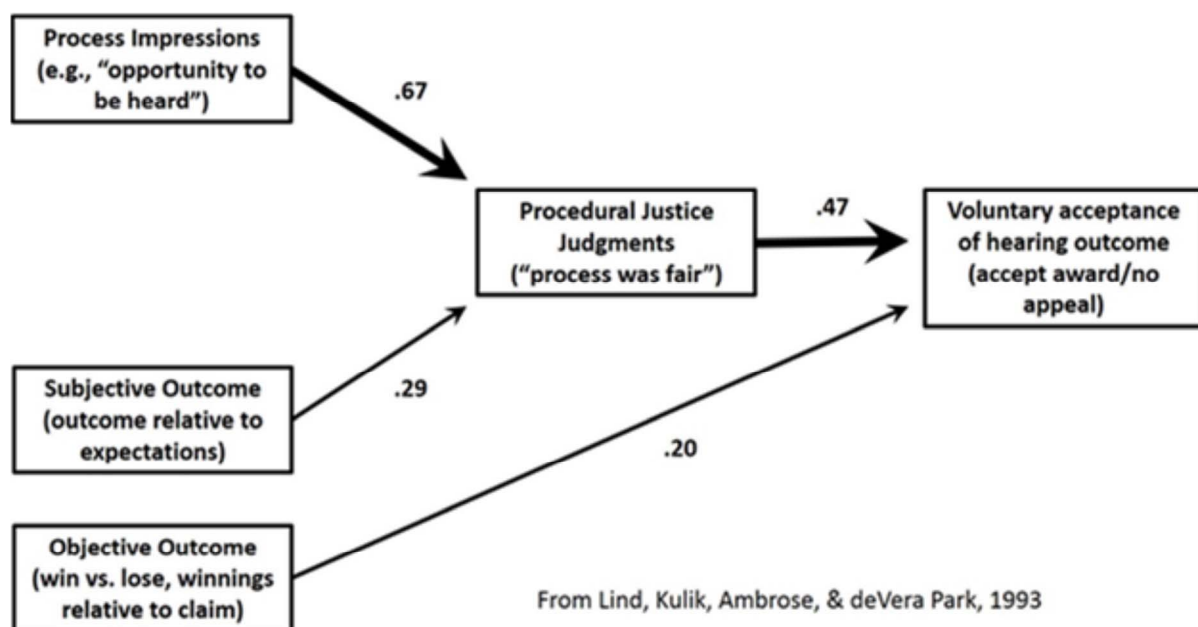 Process Impressions
(e.g., “opportunity to
be heard”)
.67
Procedural Justice
Judgments
(“process was fair”)
.47
Voluntary acceptance
of hearing outcome
(accept award/no
appeal)
Subjective Outcome
(outcome relative to
expectations)
.29
.20
Objective Outcome
(win vs. lose, winnings
relative to claim)
From Lind, Kulik, Ambrose, & deVera Park, 1993